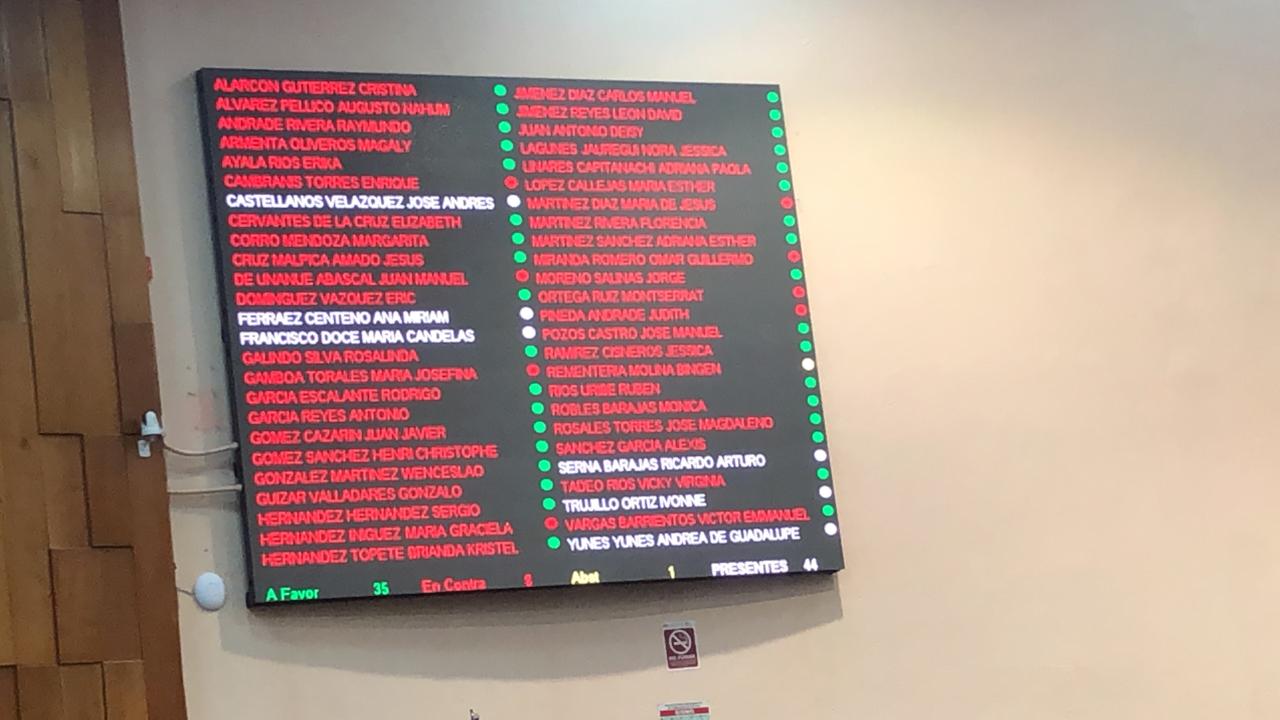 ALARCON GUTIERREZ CRISTINA
ALVAREZ PELLICO AUGUSTO NAHUM
ANDRADE RIVERA RAYMUNDO
ARMENTA OLIVEROS MAGALY
AYALA RIOS ERIKA
CAMBRANIS TORRES ENRIQUE
CASTELLANOS VELAZQUEZ JOSE ANDRES
CERVANTES DE LA CRUZ ELIZABETH
CORRO MENDOZA MARGARITA
CRUZ MALPICA AMADO JESUS
DE UNANUE ABASCAL JUAN MANUEL
DOMINGUEZ VAZQUEZ ERIC
FERRAEZ CENTENO ANA MIRIAM
FRANCISCO DOCE MARIA CANDELAS
GALINDO SILVA ROSALINDA
GAMBOA TORALES MARIA JOSEFINA
GARCIA ESCALANTE RODRIGO
GARCIA REYES ANTONIO
GOMEZ CAZARIN JUAN JAVIER
GOMEZ SANCHEZ HENRI CHRISTOPHE
GONZALEZ MARTINEZ WENCESLAO
GUIZAR VALLADARES GONZALO
HERNANDEZ HERNANDEZ SERGIO
HERNANDEZ IÑIGUEZ MARIA GRACIELA
HERNANDEZ TOPETE BRIANDA KRISTEL
JIMENEZ DIAZ CARLOS MANUEL
JIMENEZ REYES LEON DAVID
JUAN ANTONIO DEISY
LAGUNES JAUREGUI NORA JESSICA
LINARES CAPITANACHI ADRIANA PAOLA
LOPEZ CALLEJAS MARIA ESTHER
MARTINEZ DIAZ MARIA DE JESUS
MARTINEZ RIVERA FLORENCIA
MARTINEZ SANCHEZ ADRIANA ESTHER
MIRANDA ROMERO OMAR GUILLERMO
MORENO SALINAS JORGE
ORTEGA RUIZ MONTSERRAT
PINEDA ANDRADE JUDITH
POZOS CASTRO JOSE MANUEL
RAMIREZ CISNEROS JESSICA
REMENTERIA MOLINA BINGEN
RIOS URIBE RUBEN
ROBLES BARAJAS MONICA
ROSALES TORRES JOSE MAGDALENO
SANCHEZ GARCIA ALEXIS
SERNA BARAJAS RICARDO ARTURO
TADEO RIOS VICKY VIRGINIA
TRUJILLO ORTIZ IVONNE
VARGAS BARRIENTOS VICTOR EMMANUEL
YUNES YUNES ANDREA DE GUADALUPE
A Favor 35 En Contra 8 Abst 1 PRESENTES 44
NO FUMAR